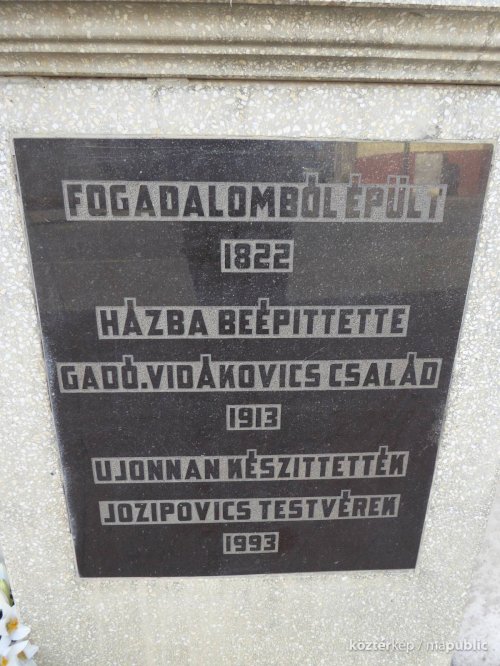 FOGADALOMBÓL ÉPÜLT
1822
HÁZBA BEÉPITTETTE
GADÓ.VIDÁKOVICS CSALÁD
1913
UJONNAN KÉSZITTETTÉK
JOZIPOVICS TESTVÉREK
1993
köztérkép / mapublic